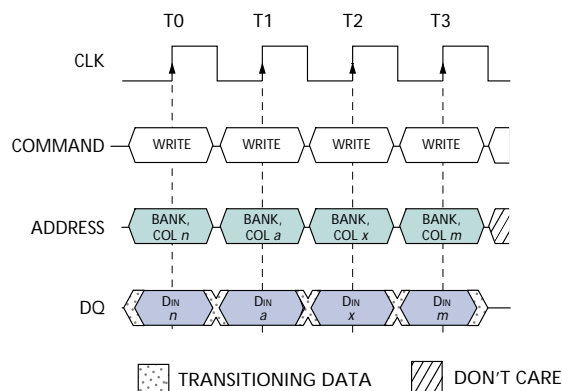 T0 T1 T2 T3
CLK
COMMAND WRITE WRITE WRITE WRITE
ADDRESS BANK, COL n BANK, COL a BANK, COL x BANK, COL m
DQ DIN n DIN a DIN x DIN m
TRANSITIONING DATA DON'T CARE